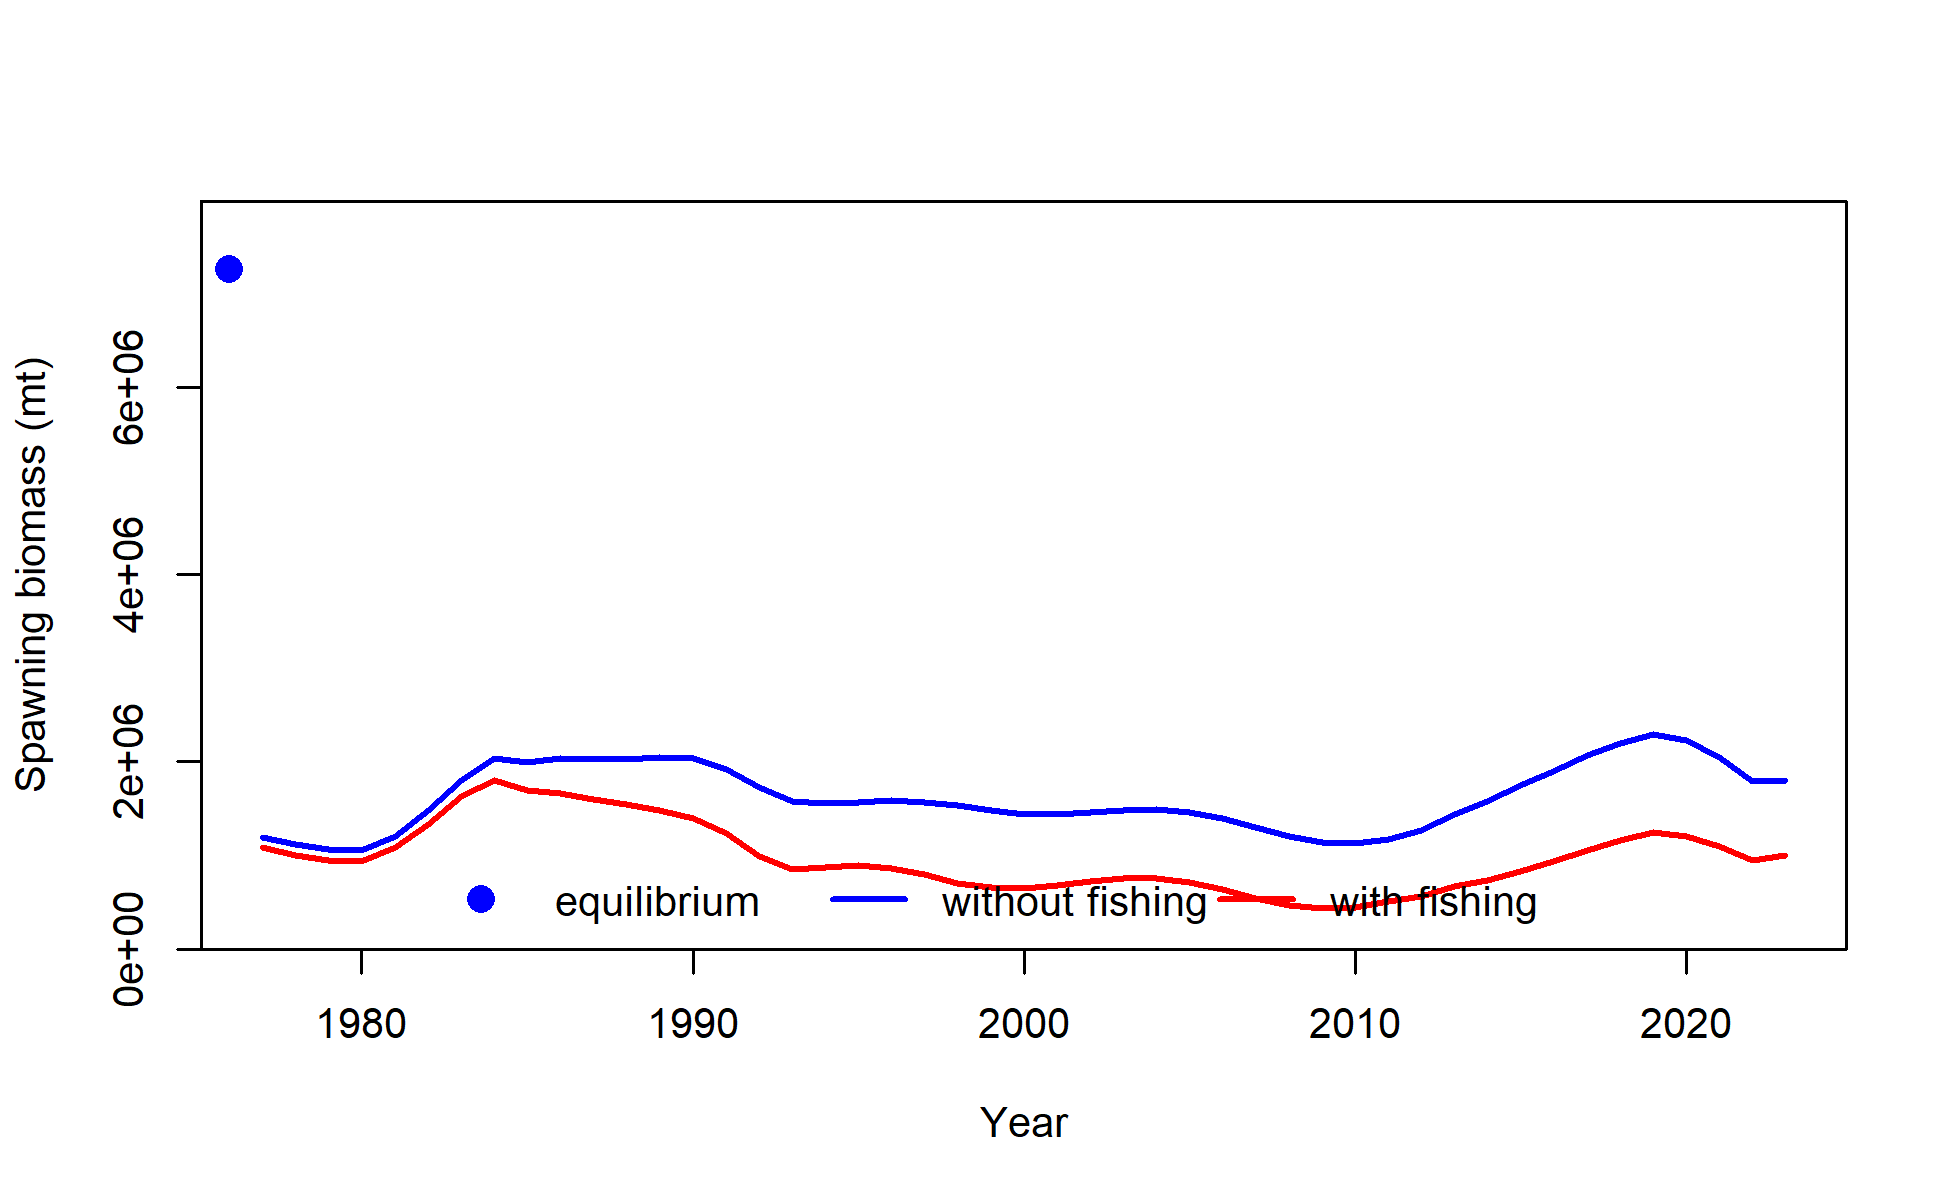 Spawning biomass (mt)
6e+06
4e+06
2e+06
0e+00
equilibrium without fishing with fishing
1980 1990 2000 2010 2020
Year